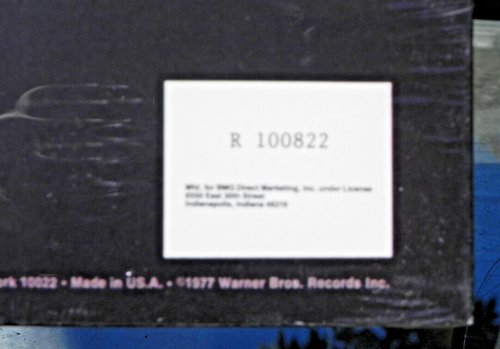 R 100822
Mfd. for BMG Direct Marketing, Inc. under License
6550 East 30th Street
Indianapolis, Indiana 46219
ork 10022 • Made in U.S.A. • ©1977 Warner Bros. Records Inc.